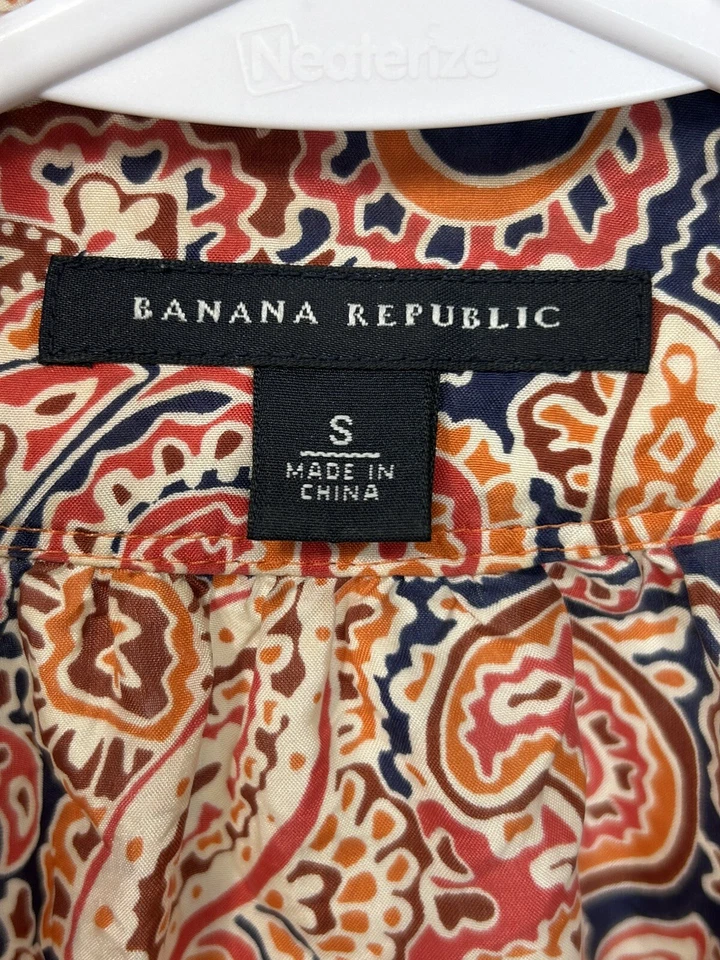 Neaterize
BANANA REPUBLIC
S
MADE IN
CHINA